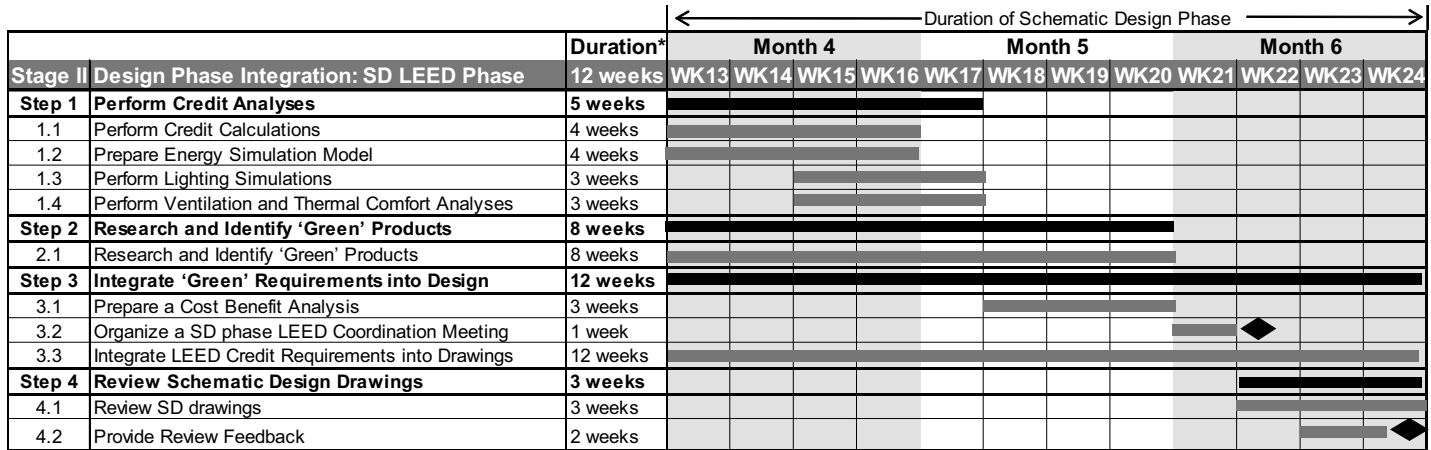 Duration of Schematic Design Phase
Duration* Month 4 Month 5 Month 6
Stage II Design Phase Integration: SD LEED Phase 12 weeks WK13 WK14 WK15 WK16 WK17 WK18 WK19 WK20 WK21 WK22 WK23 WK24
Step 1 Perform Credit Analyses 5 weeks
1.1 Perform Credit Calculations 4 weeks
1.2 Prepare Energy Simulation Model 4 weeks
1.3 Perform Lighting Simulations 3 weeks
1.4 Perform Ventilation and Thermal Comfort Analyses 3 weeks
Step 2 Research and Identify ‘Green’ Products 8 weeks
2.1 Research and Identify ‘Green’ Products 8 weeks
Step 3 Integrate ‘Green’ Requirements into Design 12 weeks
3.1 Prepare a Cost Benefit Analysis 3 weeks
3.2 Organize a SD phase LEED Coordination Meeting 1 week
3.3 Integrate LEED Credit Requirements into Drawings 12 weeks
Step 4 Review Schematic Design Drawings 3 weeks
4.1 Review SD drawings 3 weeks
4.2 Provide Review Feedback 2 weeks